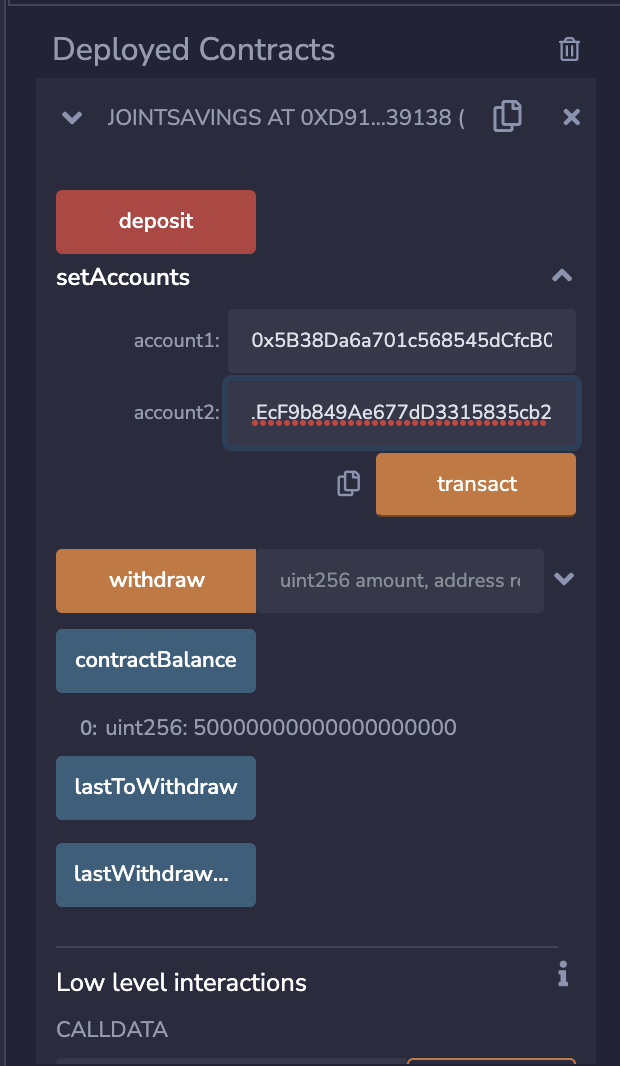 Deployed Contracts
JOINTSAVINGS AT 0XD91...39138 (
deposit
setAccounts
account1: 0x5B38Da6a701c568545dCfcB0
account2: .EcF9b849Ae677dD3315835cb2
transact
withdraw uint256 amount, address re
contractBalance
0: uint256: 50000000000000000000
lastToWithdraw
lastWithdraw...
Low level interactions
CALLDATA